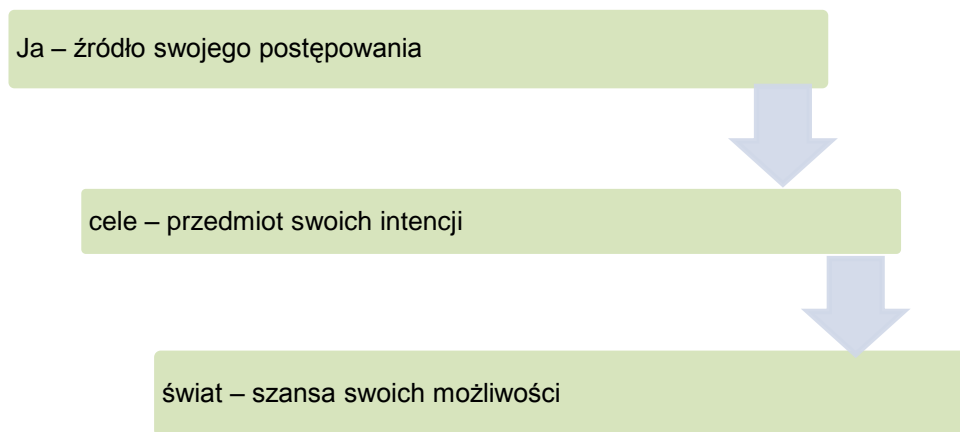 Ja – źródło swojego postępowania
cele – przedmiot swoich intencji
świat – szansa swoich możliwości